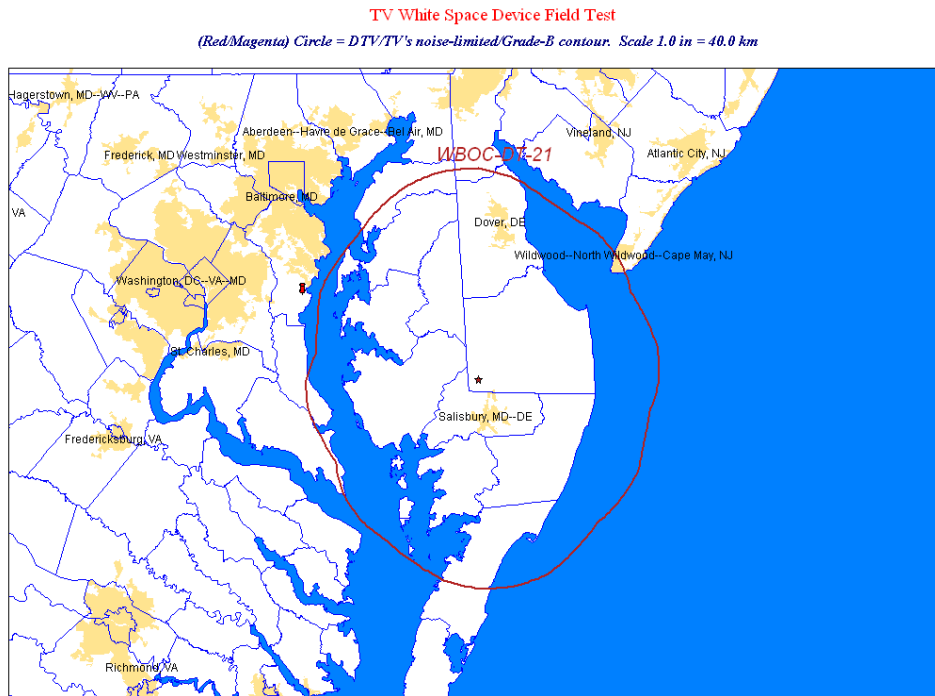 TV White Space Device Field Test
(Red/Magenta) Circle = DTV/TV's noise-limited/Grade-B contour. Scale 1.0 in = 40.0 km
Hagerstown, MD--WV--PA
Aberdeen--Havre de Grace--Bel Air, MD
Vineland, NJ
Frederick, MD
Westminster, MD
WBOC-DT-21
Atlantic City, NJ
Baltimore, MD
VA
Dover, DE
Wildwood--North Wildwood--Cape May, NJ
Washington, DC--VA--MD
St. Charles, MD
Salisbury, MD--DE
Fredericksburg, VA
Richmond, VA